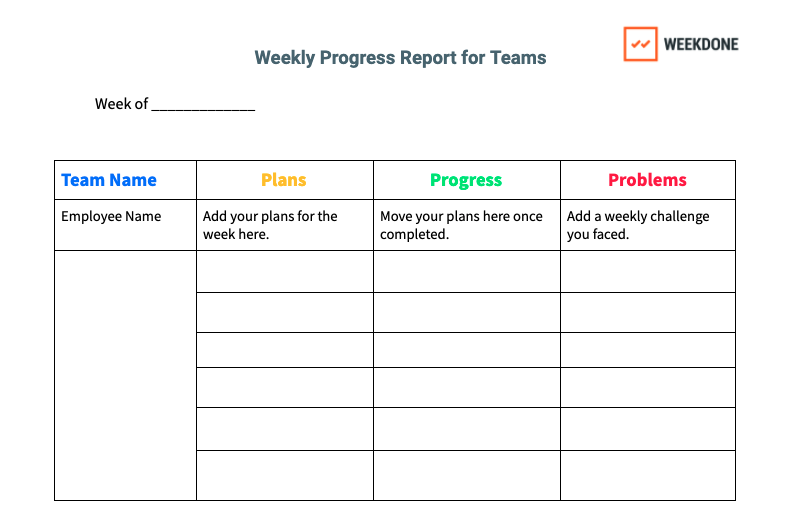 WEEKDONE
Weekly Progress Report for Teams
Week of _____________
Team Name Plans Progress Problems
Employee Name
Add your plans for the
week here.
Move your plans here once
completed.
Add a weekly challenge
you faced.